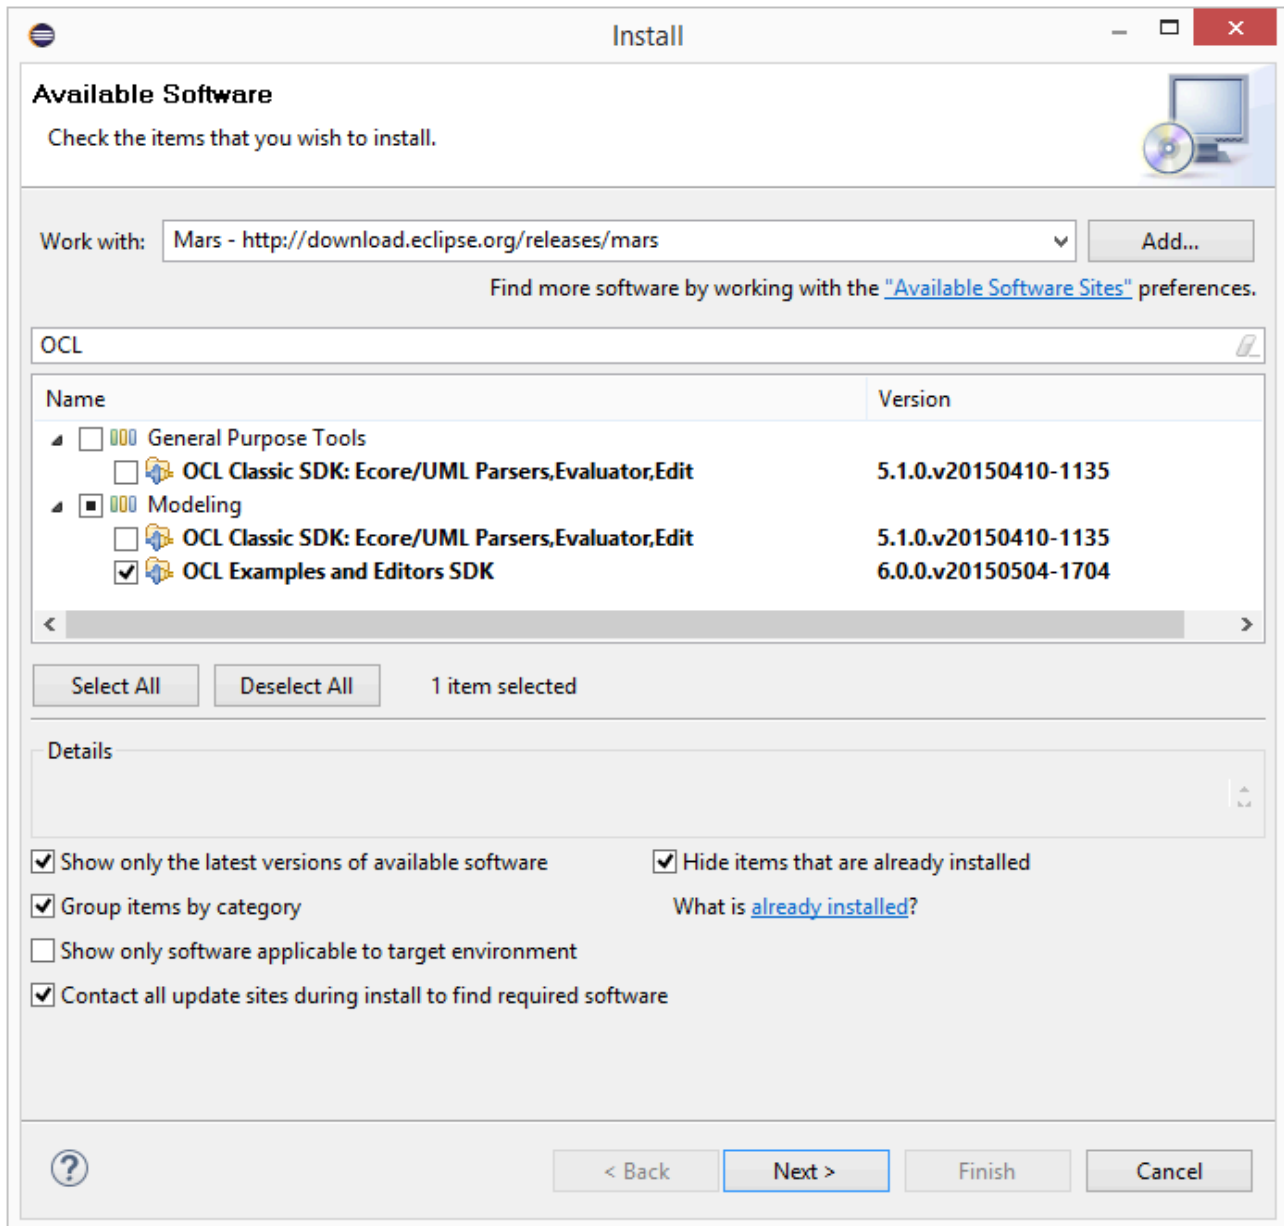 Install
Available Software
Check the items that you wish to install.
Work with: Mars - http://download.eclipse.org/releases/mars Add...
Find more software by working with the "Available Software Sites" preferences.
OCL
Name Version
General Purpose Tools
OCL Classic SDK: Ecore/UML Parsers,Evaluator,Edit 5.1.0.v20150410-1135
Modeling
OCL Classic SDK: Ecore/UML Parsers,Evaluator,Edit 5.1.0.v20150410-1135
OCL Examples and Editors SDK 6.0.0.v20150504-1704
Select All Deselect All 1 item selected
Details
Show only the latest versions of available software Hide items that are already installed
Group items by category What is already installed?
Show only software applicable to target environment
Contact all update sites during install to find required software
? < Back Next > Finish Cancel